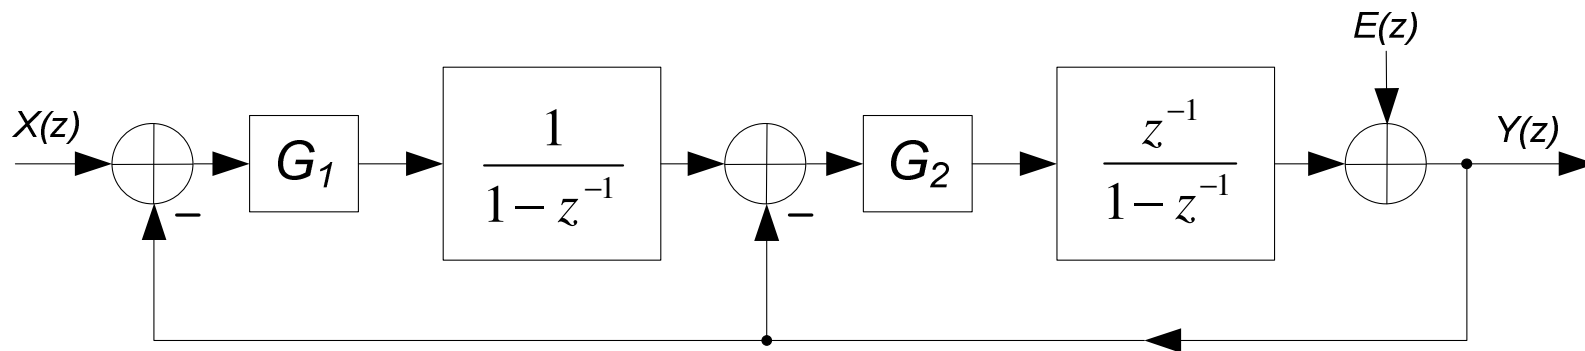 E(z)
X(z)
G₁
1
1 − z⁻¹
G₂
z⁻¹
1 − z⁻¹
Y(z)
−
−